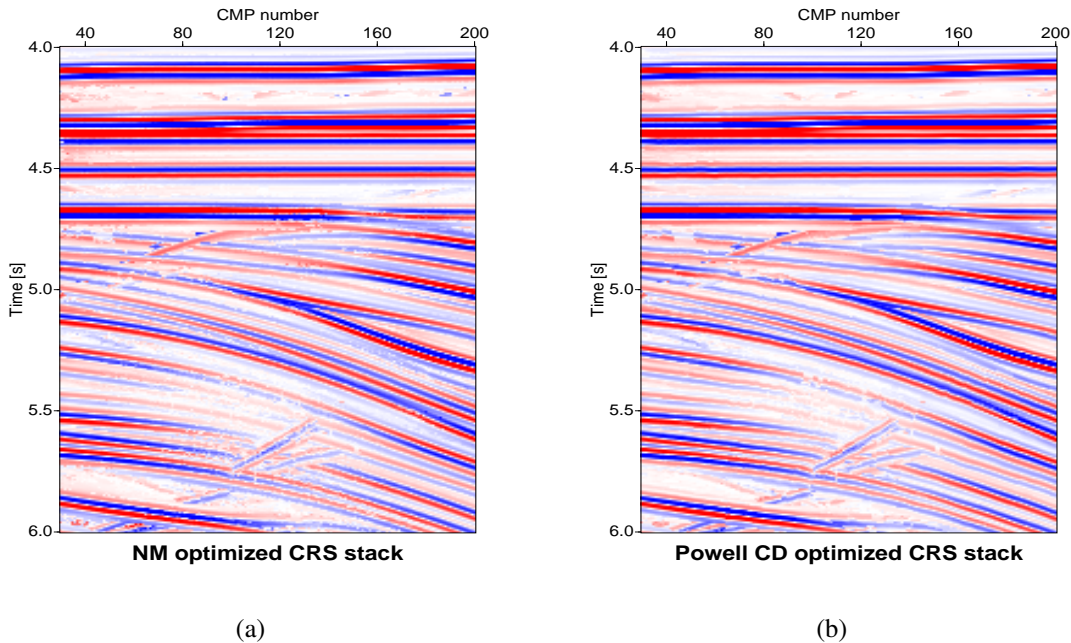 CMP number
40 80 120 160 200
4.0
4.5
5.0
5.5
6.0
Time [s]
NM optimized CRS stack
(a)
CMP number
40 80 120 160 200
4.0
4.5
5.0
5.5
6.0
Time [s]
Powell CD optimized CRS stack
(b)